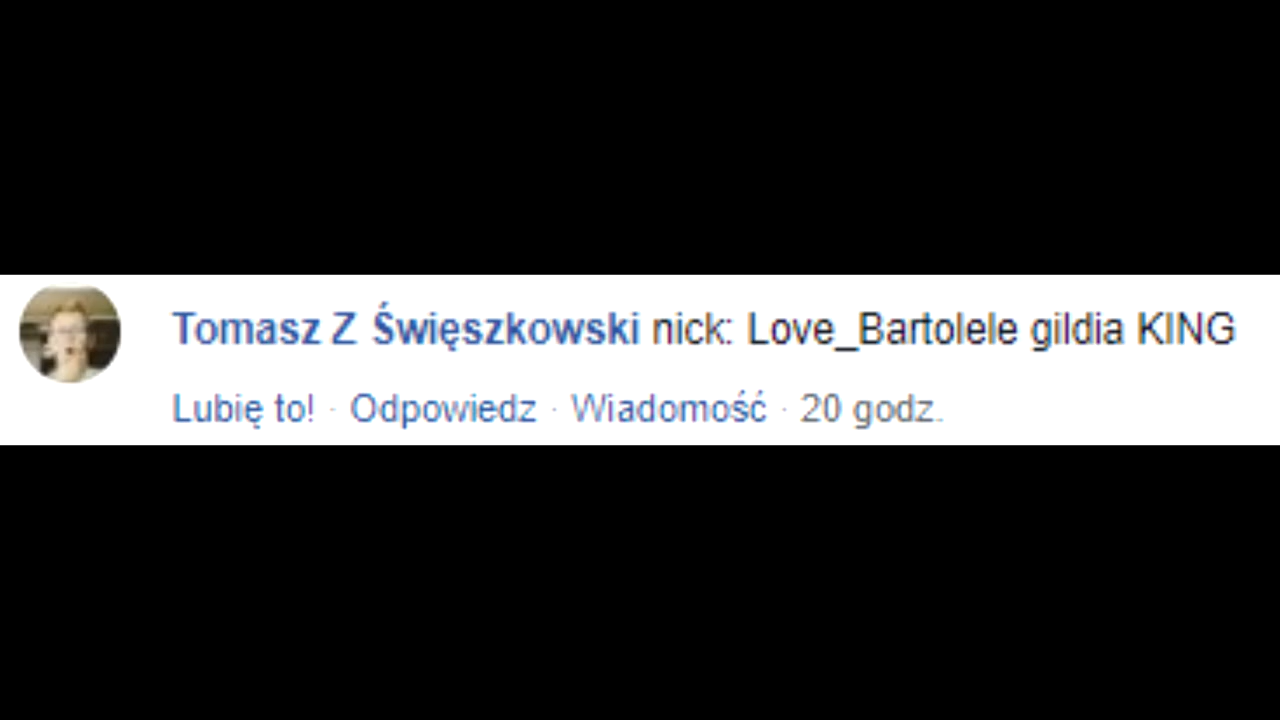 Tomasz Z Święszkowski nick: Love_Bartolele gildia KING
Lubię to! · Odpowiedz · Wiadomość · 20 godz.